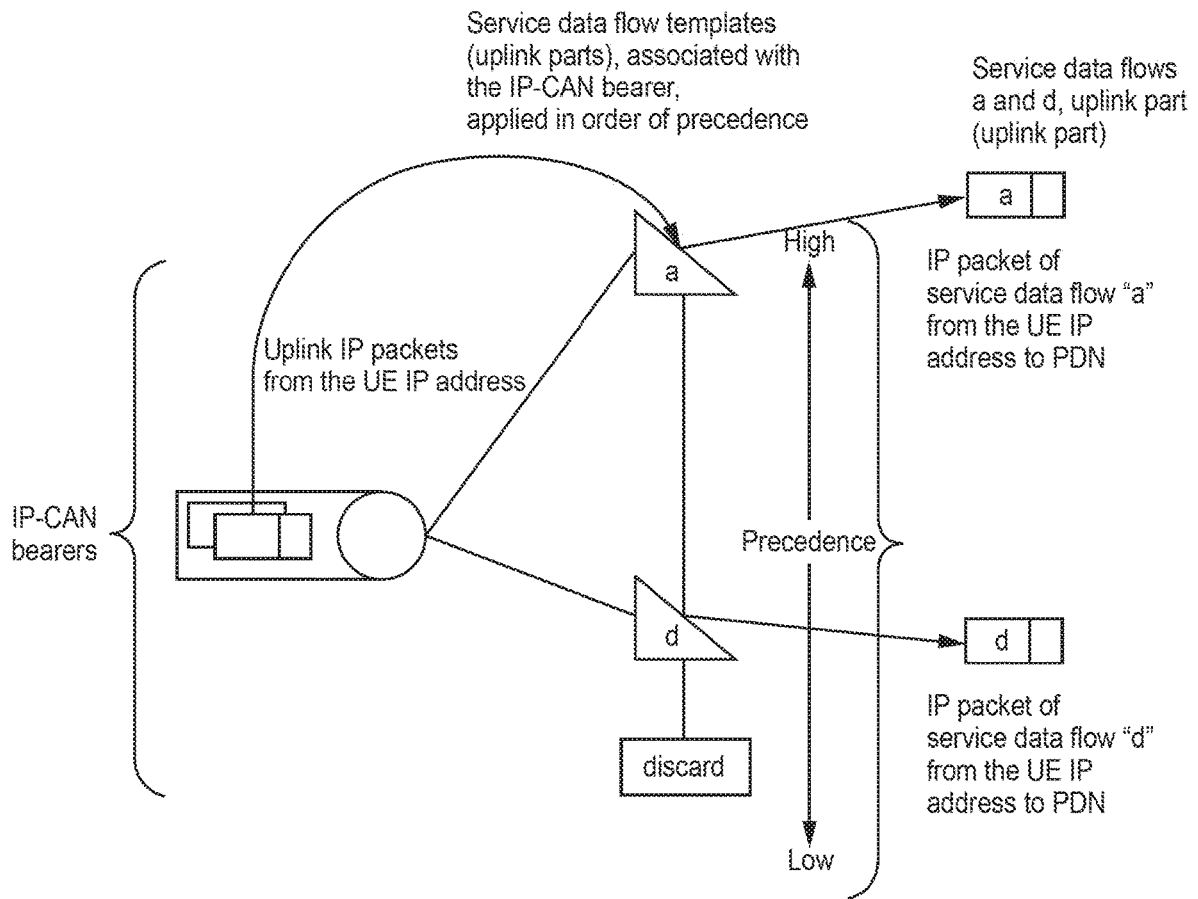 Service data flow templates
(uplink parts), associated with
the IP-CAN bearer,
applied in order of precedence
Service data flows
a and d, uplink part
(uplink part)
a
a
High
IP packet of
service data flow “a”
from the UE IP
address to PDN
Uplink IP packets
from the UE IP address
IP-CAN
bearers
Precedence
d
d
IP packet of
service data flow “d”
from the UE IP
address to PDN
discard
Low